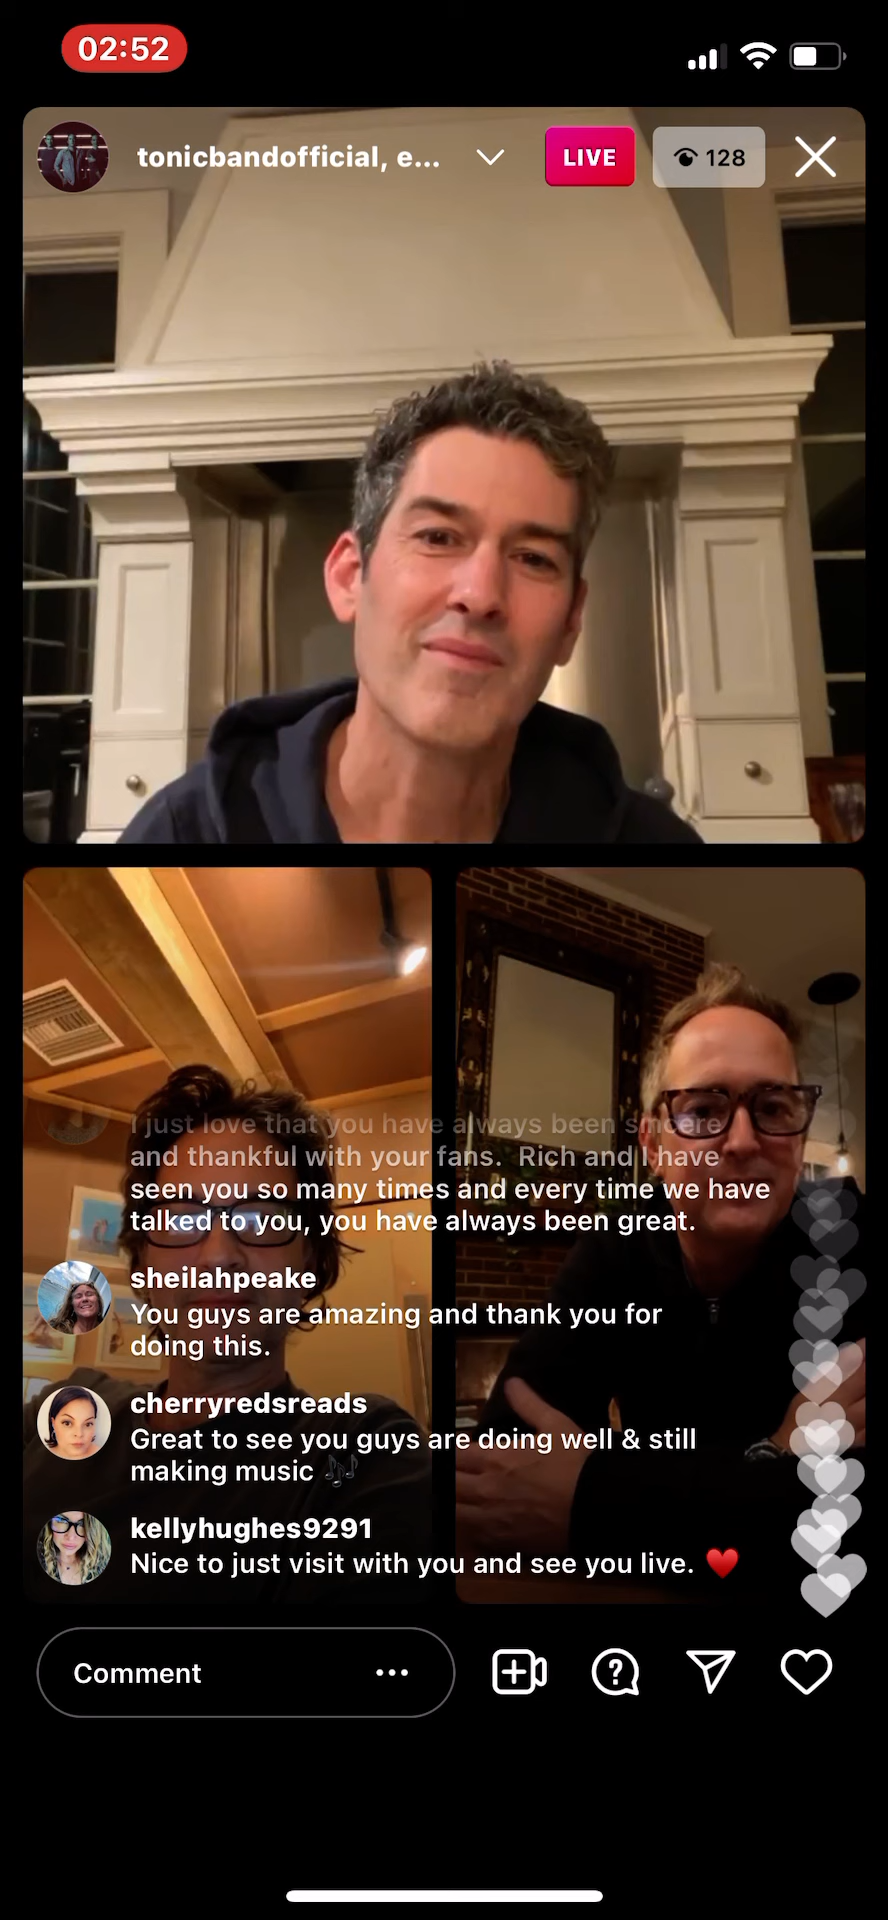 02:52
tonicbandofficial, e...
LIVE
128
I just love that you have always been sincere
and thankful with your fans.  Rich and I have
seen you so many times and every time we have
talked to you, you have always been great.
sheilahpeake
You guys are amazing and thank you for
doing this.
cherryredsreads
Great to see you guys are doing well & still
making music 🎶
kellyhughes9291
Nice to just visit with you and see you live. ♥️
Comment